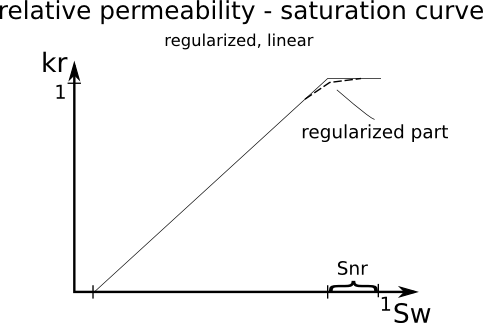 relative permeability - saturation curve
regularized, linear
kr
1
regularized part
Snr
1
Sw